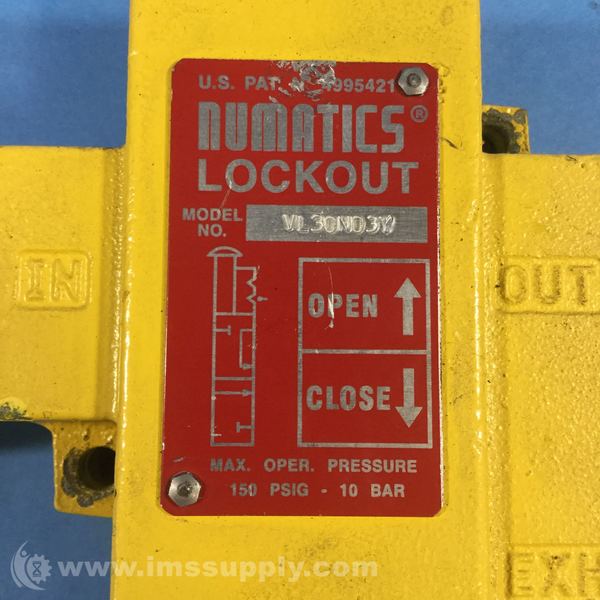 U.S. PAT. 4995421
NUMATICS®
LOCKOUT
MODEL NO. VL30N03Y
IN
OUT
OPEN
CLOSE
MAX. OPER. PRESSURE
150 PSIG - 10 BAR
EXH
www.imssupply.com